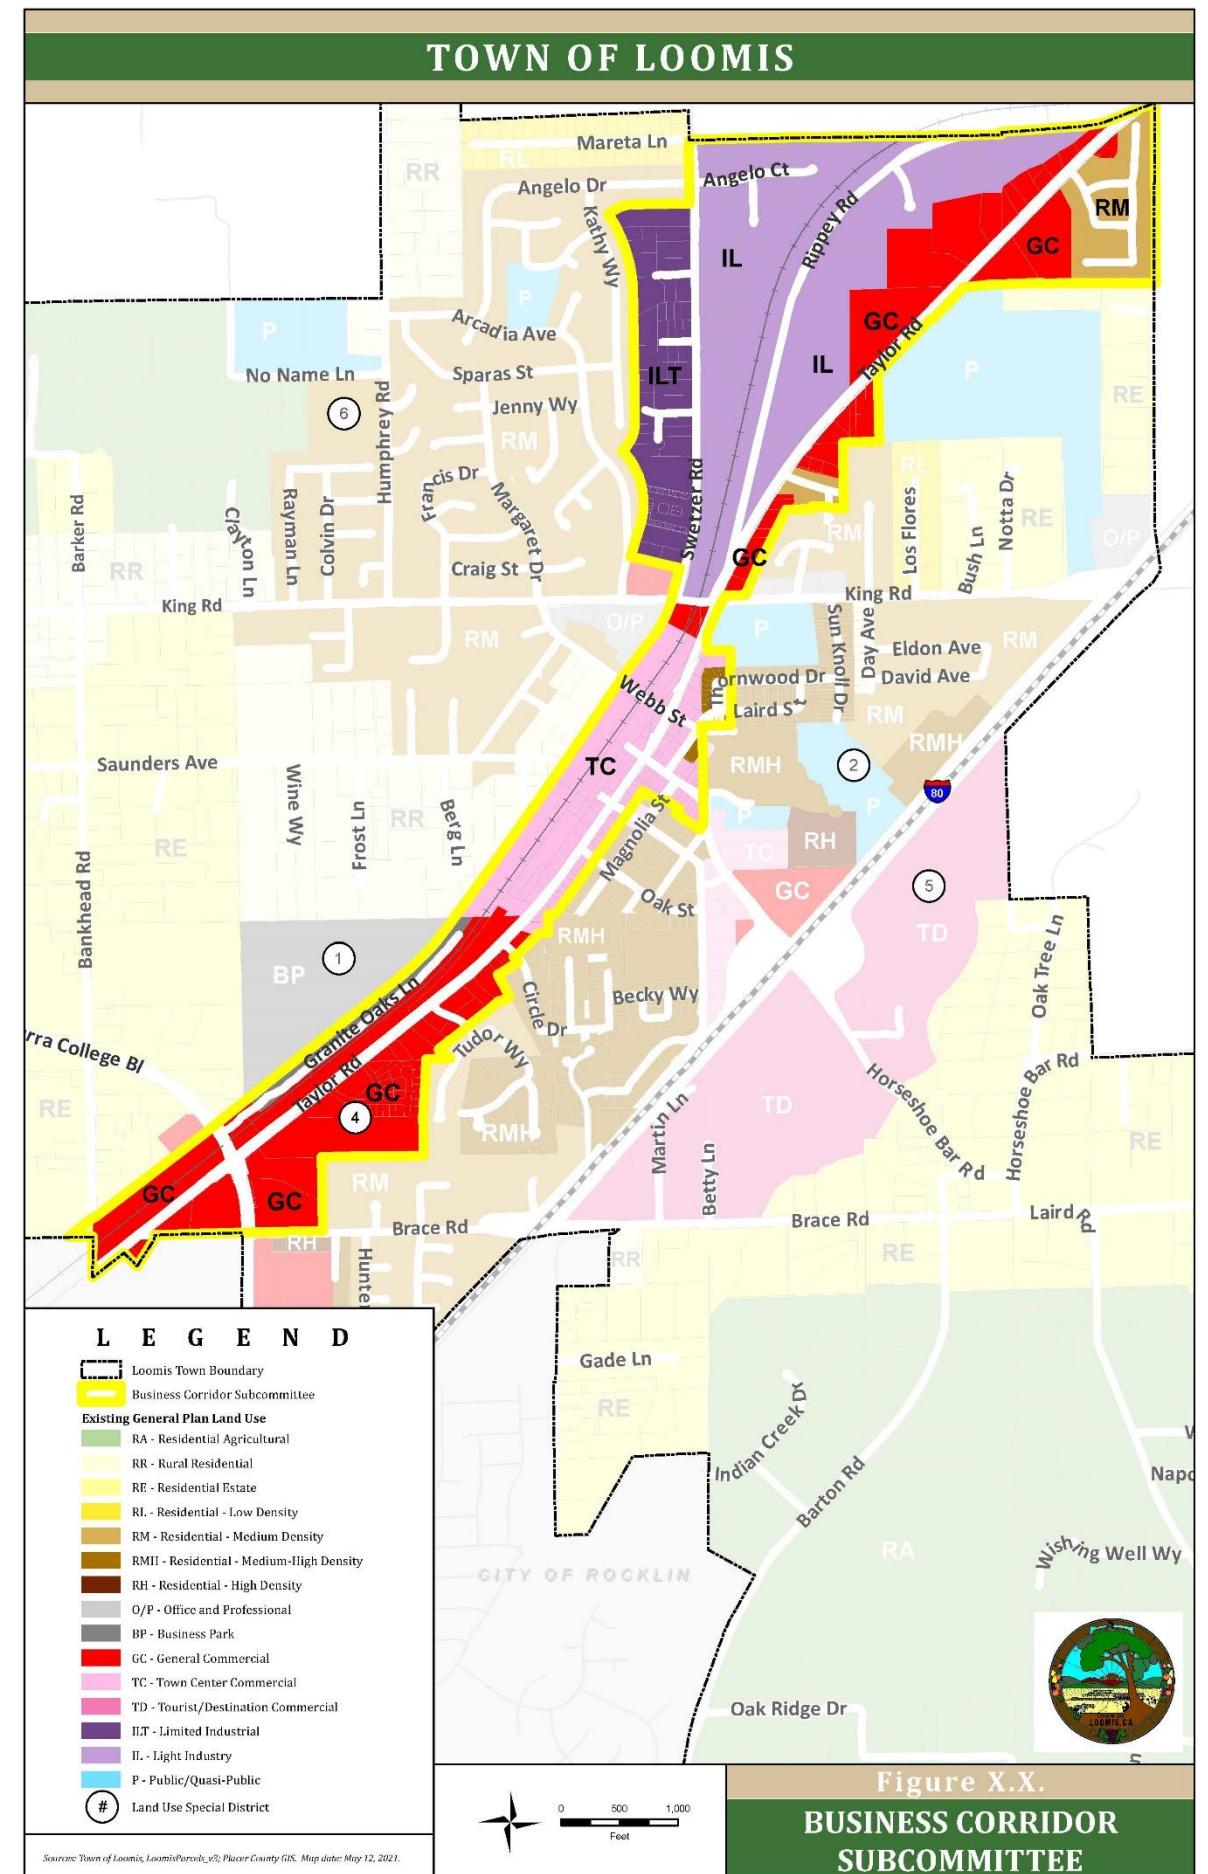 TOWN OF LOOMIS
Mareta Ln
RR
RL
Angelo Dr
Angelo Ct
Kathy Wy
Rippey Rd
RM
IL
GC
P
P
Arcadia Ave
GC
Taylor Rd
IL
P
No Name Ln
Sparas St
ILT
RE
6
Humphrey Rd
Jenny Wy
RM
Francis Dr
Margaret Dr
Swetzer Rd
RL
Los Flores
Bush Ln
Notta Dr
RE
Barker Rd
Clayton Ln
Rayman Ln
Colvin Dr
RM
O/P
GC
RR
Craig St
King Rd
King Rd
O/P
P
Sun Knoll Dr
Day Ave
RM
RM
Eldon Ave
David Ave
Thornwood Dr
Webb St
Laird St
RM
RMH
Saunders Ave
TC
RMH
2
80
Wine Wy
Frost Ln
RR
Berg Ln
RE
Magnolia St
P
P
TC
RH
Bankhead Rd
Oak St
GC
5
TD
RMH
BP
1
Oak Tree Ln
Circle Dr
Becky Wy
Granite Oaks Ln
Tudor Wy
rra College Bl
Taylor Rd
GC
4
RE
Horseshoe Bar Rd
Horseshoe Bar Rd
TD
Martin Ln
RMH
RE
Betty Ln
GC
GC
RM
Brace Rd
Brace Rd
Laird Rd
RH
Hunter
RR
RE
Gade Ln
RE
Indian Creek Dr
Barton Rd
Napo
W
RA
Wishing Well Wy
CITY OF ROCKLIN
Oak Ridge Dr
LOOMIS, CA
LEGEND
Loomis Town Boundary
Business Corridor Subcommittee
Existing General Plan Land Use
RA - Residential Agricultural
RR - Rural Residential
RE - Residential Estate
RL - Residential - Low Density
RM - Residential - Medium Density
RMH - Residential - Medium-High Density
RH - Residential - High Density
O/P - Office and Professional
BP - Business Park
GC - General Commercial
TC - Town Center Commercial
TD - Tourist/Destination Commercial
ILT - Limited Industrial
IL - Light Industry
P - Public/Quasi-Public
# Land Use Special District
Sources: Town of Loomis, LoomisParcels_v3; Placer County GIS. Map date: May 12, 2021.
0 500 1,000
Feet
Figure X.X.
BUSINESS CORRIDOR
SUBCOMMITTEE